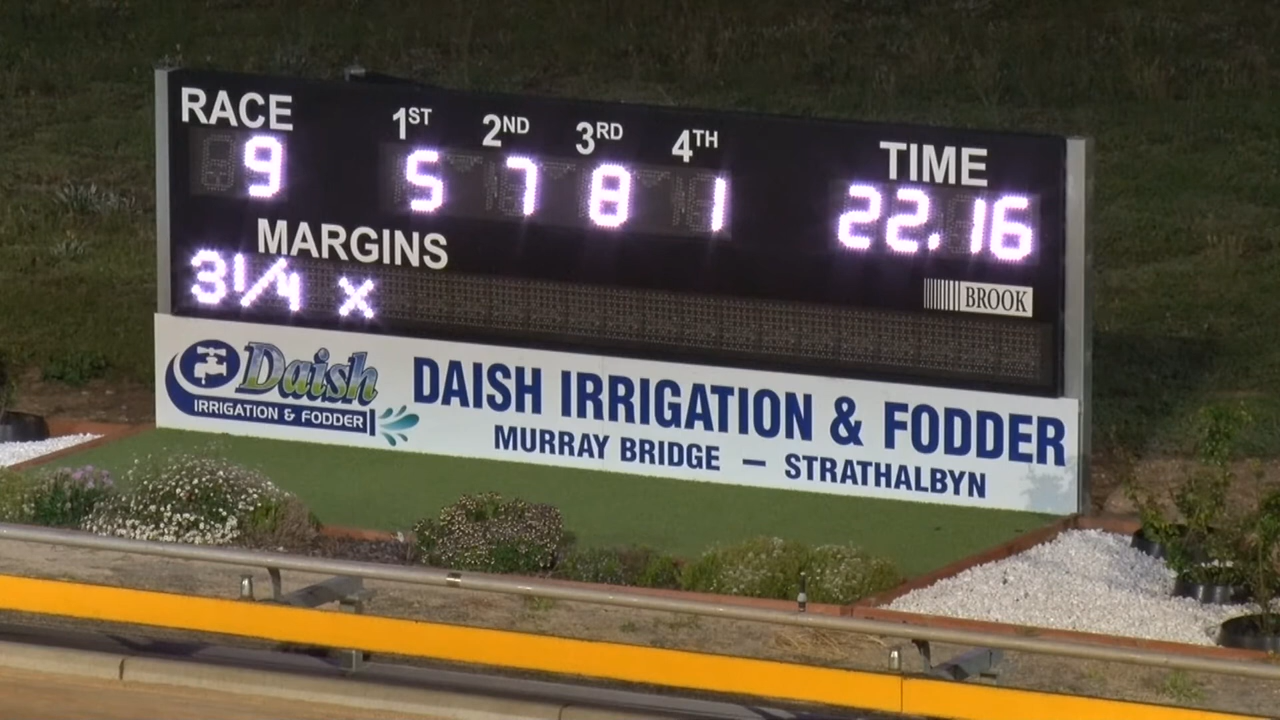 RACE 1ST 2ND 3RD 4TH TIME
9 5 7 8 1 22.16
MARGINS
3 1/4 x
BROOK
Daish
IRRIGATION & FODDER
DAISH IRRIGATION & FODDER
MURRAY BRIDGE – STRATHALBYN